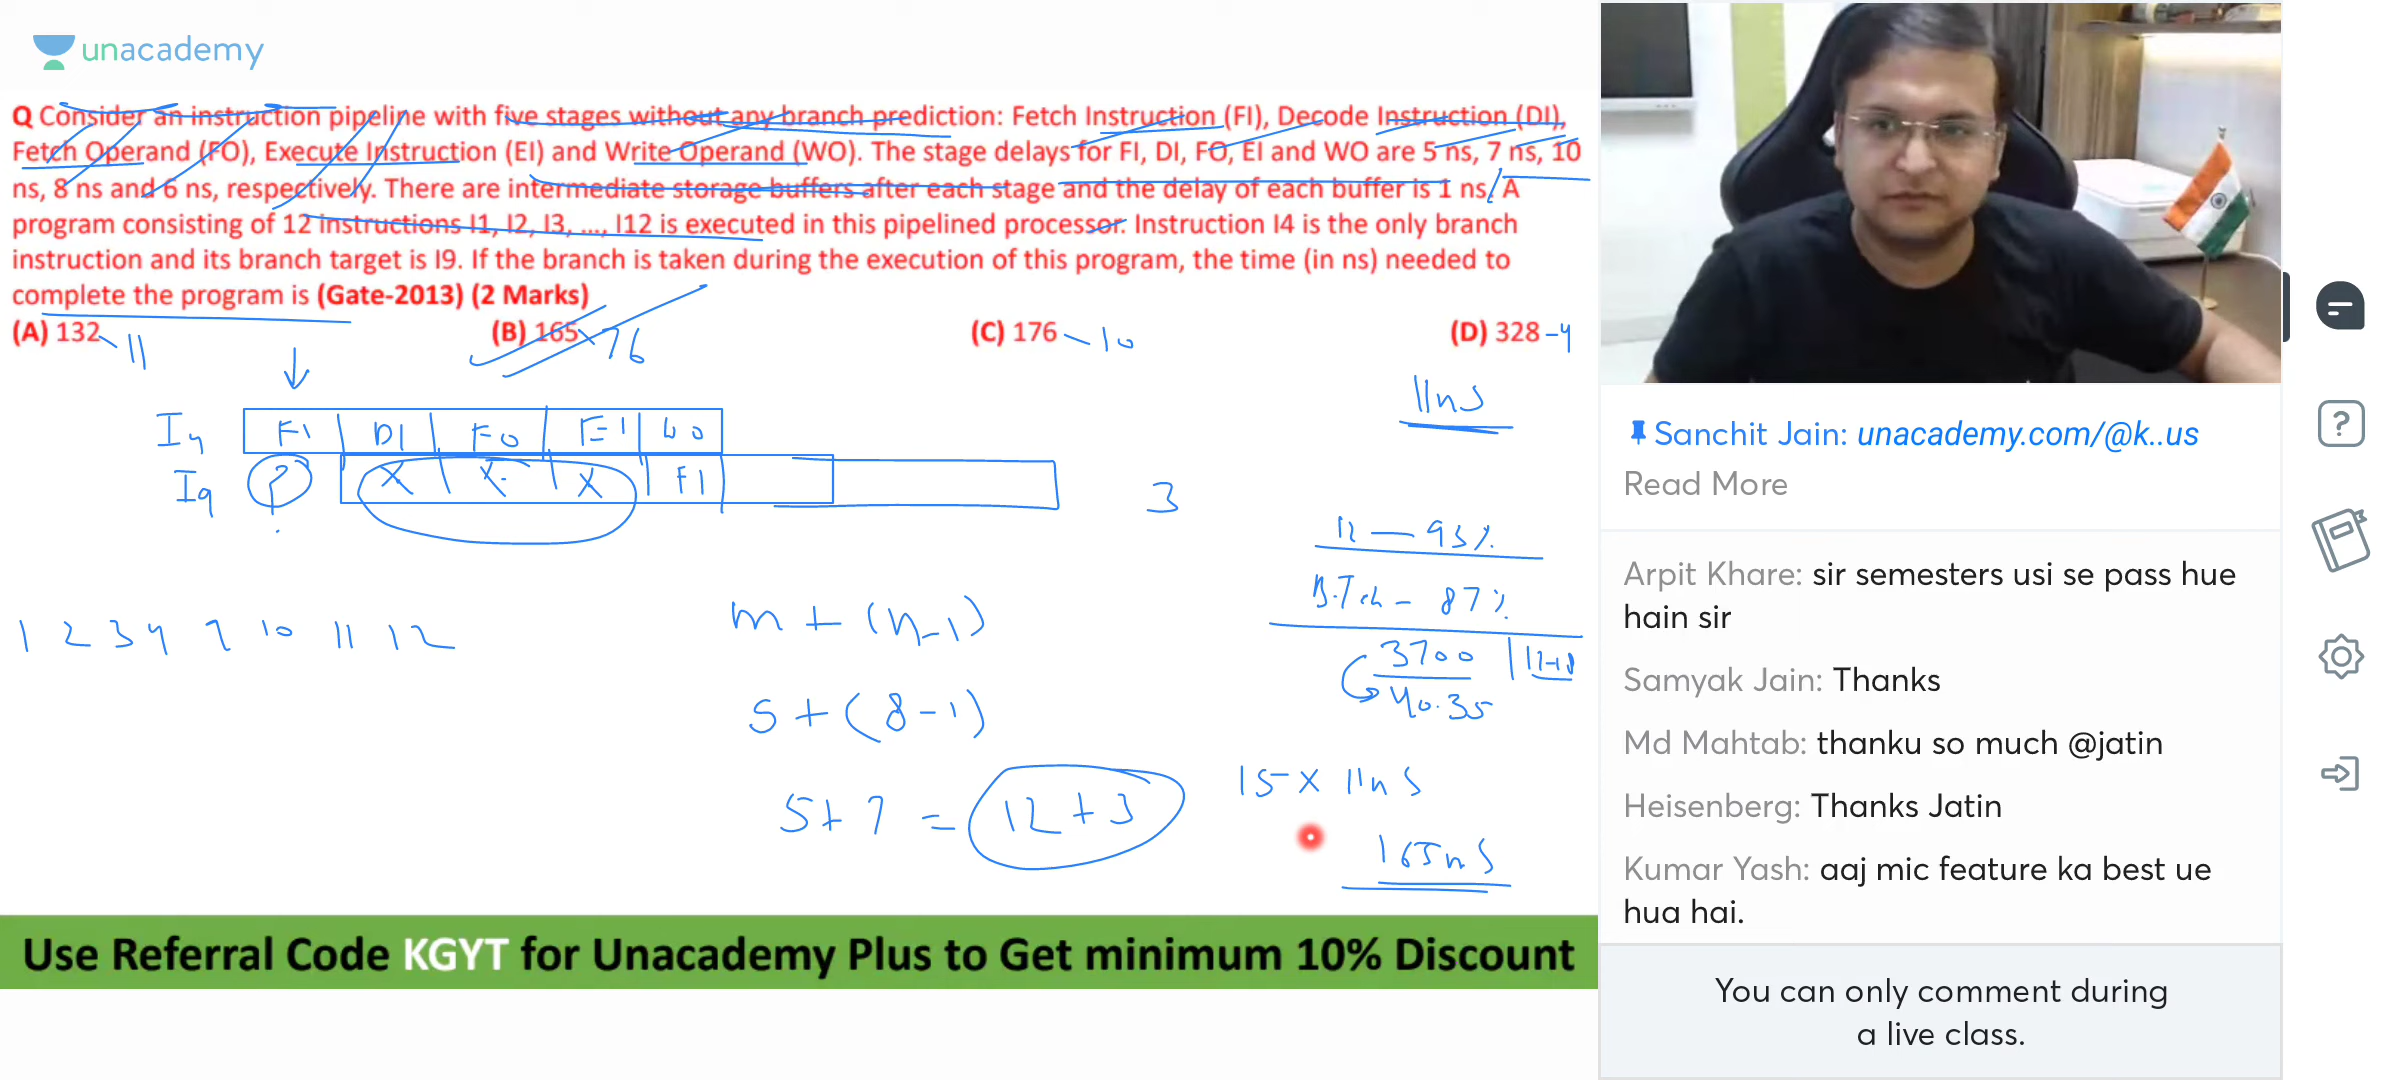 unacademy
Q Consider an instruction pipeline with five stages without any branch prediction: Fetch Instruction (FI), Decode Instruction (DI),
Fetch Operand (FO), Execute Instruction (EI) and Write Operand (WO). The stage delays for FI, DI, FO, EI and WO are 5 ns, 7 ns, 10
ns, 8 ns and 6 ns, respectively. There are intermediate storage buffers after each stage and the delay of each buffer is 1 ns. A
program consisting of 12 instructions I1, I2, I3, ..., I12 is executed in this pipelined processor. Instruction I4 is the only branch
instruction and its branch target is I9. If the branch is taken during the execution of this program, the time (in ns) needed to
complete the program is (Gate-2013) (2 Marks)
(A) 132 (B) 165 (C) 176 (D) 328
11 76 10 -4
11ns
I4 FI DI FO EI WO
I9 ? X X X FI
3
12 — 93%
B.Tch - 87%
3700
40.35
1 2 3 4 9 10 11 12
m + (n-1)
5 + (8-1)
5+7 = 12+3
15 x 11ns
165ns
Use Referral Code KGYT for Unacademy Plus to Get minimum 10% Discount
Sanchit Jain: unacademy.com/@k..us
Read More
Arpit Khare: sir semesters usi se pass hue
hain sir
Samyak Jain: Thanks
Md Mahtab: thanku so much @jatin
Heisenberg: Thanks Jatin
Kumar Yash: aaj mic feature ka best ue
hua hai.
You can only comment during
a live class.